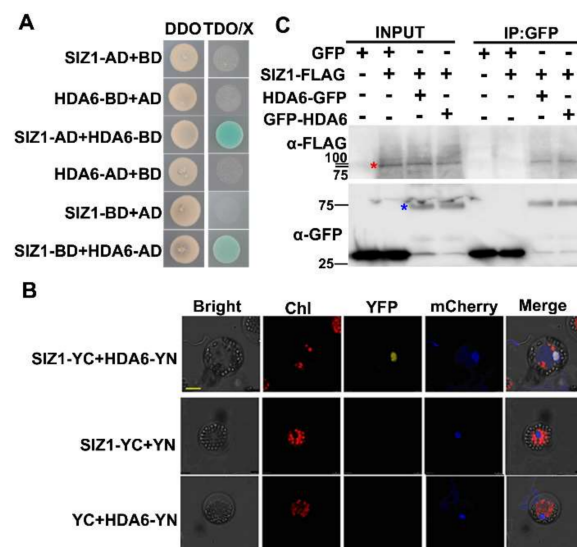 A
DDO TDO/X
SIZ1-AD+BD
HDA6-BD+AD
SIZ1-AD+HDA6-BD
HDA6-AD+BD
SIZ1-BD+AD
SIZ1-BD+HDA6-AD
C
INPUT IP:GFP
GFP + + - - + + - -
SIZ1-FLAG - + + + - + + +
HDA6-GFP - - + - - - + -
GFP-HDA6 - - - + - - - +
α-FLAG
100
*
75
75
*
α-GFP
25
B
Bright Chl YFP mCherry Merge
SIZ1-YC+HDA6-YN
SIZ1-YC+YN
YC+HDA6-YN